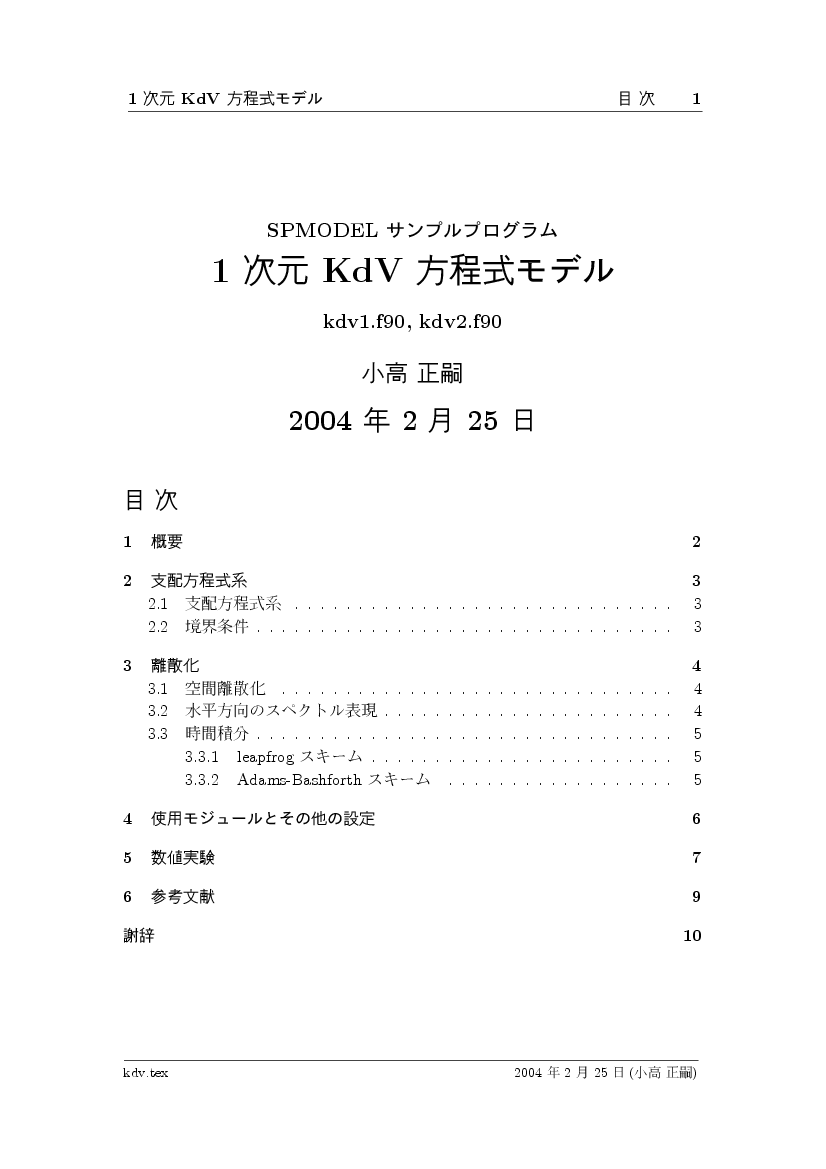 1 次元 KdV 方程式モデル 目 次 1
SPMODEL サンプルプログラム
1 次元 KdV 方程式モデル
kdv1.f90, kdv2.f90
小高 正嗣
2004 年 2 月 25 日
目 次
1 概要 2
2 支配方程式系 3
2.1 支配方程式系 . . . . . . . . . . . . . . . . . . . . . . . . . . . . . . 3
2.2 境界条件 . . . . . . . . . . . . . . . . . . . . . . . . . . . . . . . . . 3
3 離散化 4
3.1 空間離散化 . . . . . . . . . . . . . . . . . . . . . . . . . . . . . . . 4
3.2 水平方向のスペクトル表現 . . . . . . . . . . . . . . . . . . . . . . . 4
3.3 時間積分 . . . . . . . . . . . . . . . . . . . . . . . . . . . . . . . . . 5
3.3.1 leapfrog スキーム . . . . . . . . . . . . . . . . . . . . . . . . 5
3.3.2 Adams-Bashforth スキーム . . . . . . . . . . . . . . . . . . 5
4 使用モジュールとその他の設定 6
5 数値実験 7
6 参考文献 9
謝辞 10
kdv.tex 2004 年 2 月 25 日 (小高 正嗣)